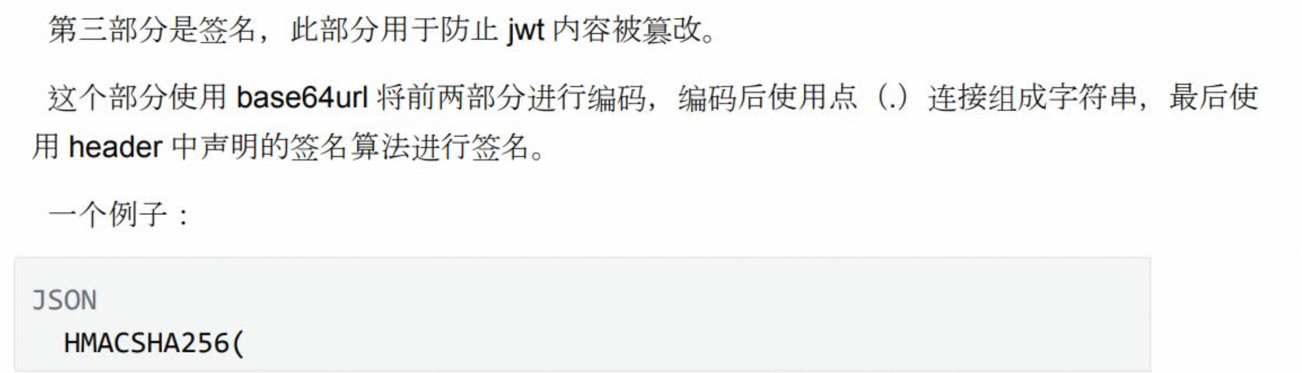 第三部分是签名，此部分用于防止 jwt 内容被篡改。
这个部分使用 base64url 将前两部分进行编码，编码后使用点（.）连接组成字符串，最后使
用 header 中声明的签名算法进行签名。
一个例子：
JSON
HMACSHA256(